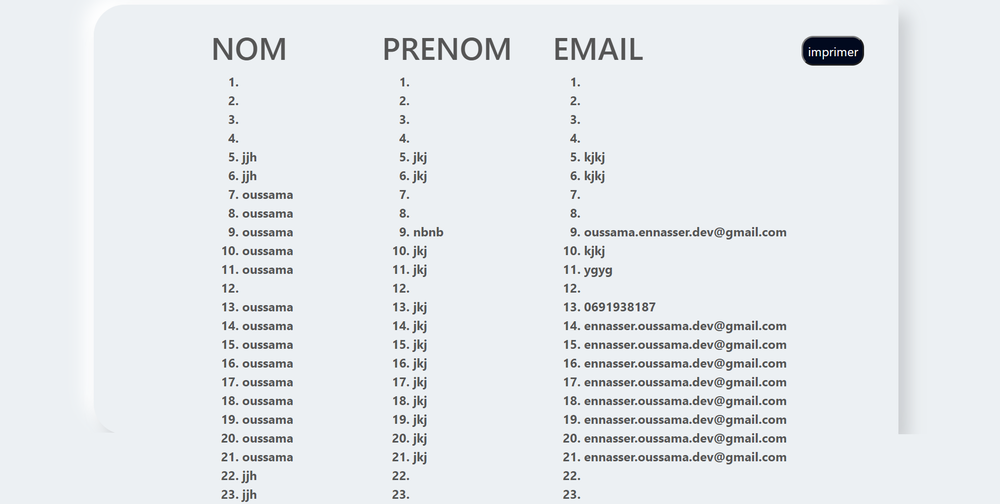 NOM PRENOM EMAIL imprimer
1. 1. 1.
2. 2. 2.
3. 3. 3.
4. 4. 4.
5. jjh 5. jkj 5. kjkj
6. jjh 6. jkj 6. kjkj
7. oussama 7. 7.
8. oussama 8. 8.
9. oussama 9. nbnb 9. oussama.ennasser.dev@gmail.com
10. oussama 10. jkj 10. kjkj
11. oussama 11. jkj 11. ygyg
12. 12. 12.
13. oussama 13. jkj 13. 0691938187
14. oussama 14. jkj 14. ennasser.oussama.dev@gmail.com
15. oussama 15. jkj 15. ennasser.oussama.dev@gmail.com
16. oussama 16. jkj 16. ennasser.oussama.dev@gmail.com
17. oussama 17. jkj 17. ennasser.oussama.dev@gmail.com
18. oussama 18. jkj 18. ennasser.oussama.dev@gmail.com
19. oussama 19. jkj 19. ennasser.oussama.dev@gmail.com
20. oussama 20. jkj 20. ennasser.oussama.dev@gmail.com
21. oussama 21. jkj 21. ennasser.oussama.dev@gmail.com
22. jjh 22. 22.
23. jjh 23. 23.